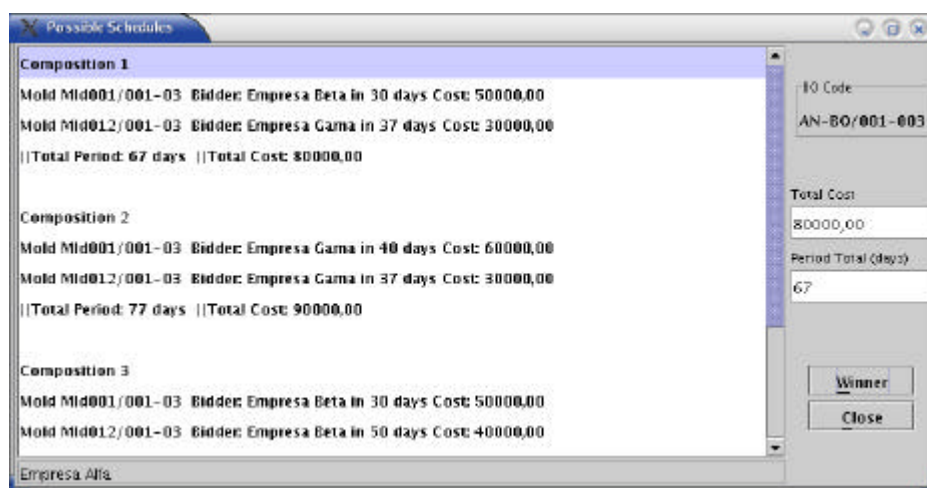 Possible Schedules
Composition 1
Mold Mld001/001-03 Bidder: Empresa Beta in 30 days Cost: 50000,00
Mold Mld012/001-03 Bidder: Empresa Gama in 37 days Cost: 30000,00
||Total Period: 67 days ||Total Cost: 80000,00
Composition 2
Mold Mld001/001-03 Bidder: Empresa Gama in 40 days Cost: 60000,00
Mold Mld012/001-03 Bidder: Empresa Gama in 37 days Cost: 30000,00
||Total Period: 77 days ||Total Cost: 90000,00
Composition 3
Mold Mld001/001-03 Bidder: Empresa Beta in 30 days Cost: 50000,00
Mold Mld012/001-03 Bidder: Empresa Beta in 50 days Cost: 40000,00
Code
AN-BO/001-003
Total Cost
80000,00
Period Total (days)
67
Winner
Close
Empresa Alfa